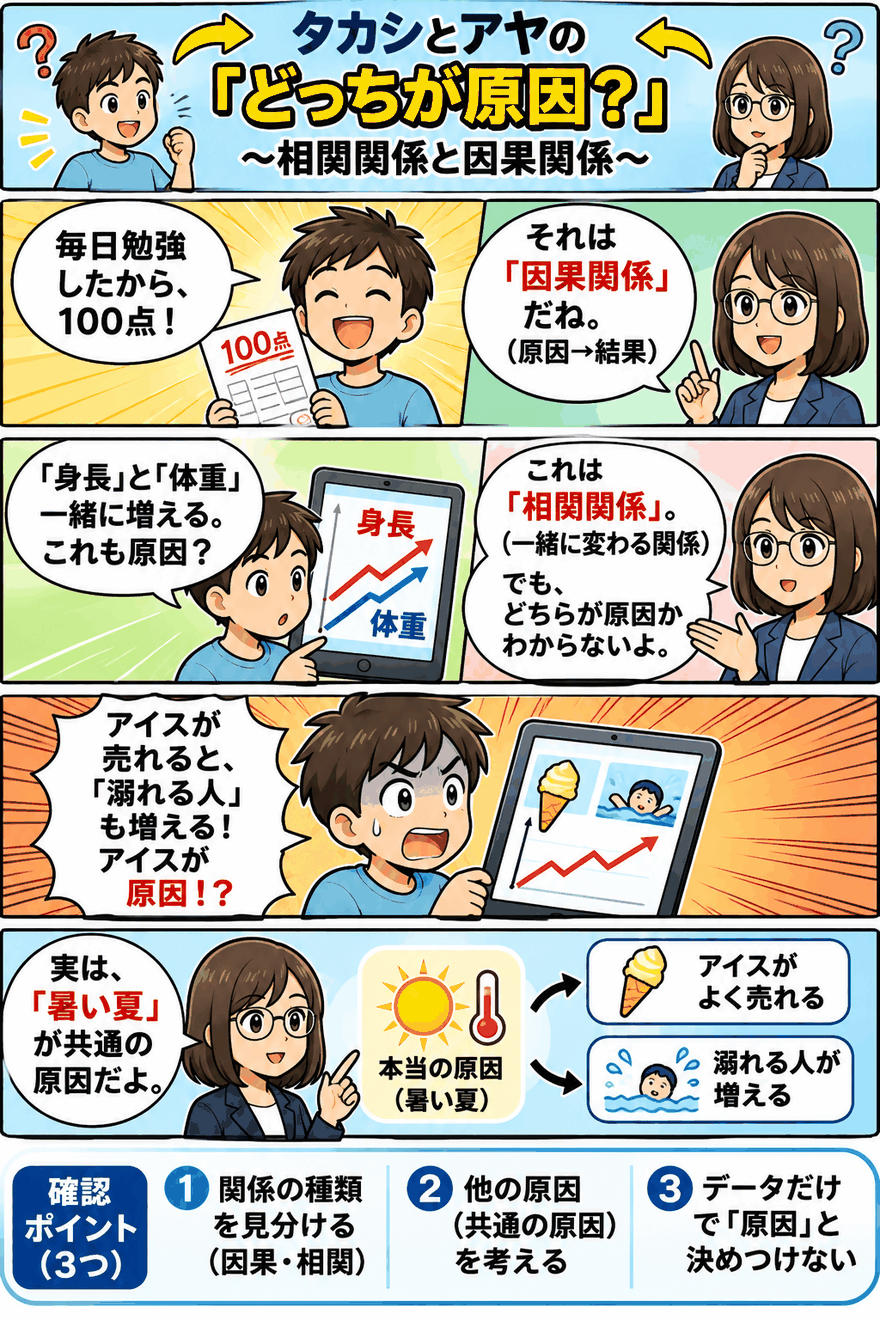 タカシとアヤの
「どっちが原因？」
〜相関関係と因果関係〜
毎日勉強
したから、
100点！
100点
それは
「因果関係」
だね。
（原因→結果）
「身長」と「体重」
一緒に増える。
これも原因？
身長
体重
これは
「相関関係」。
（一緒に変わる関係）
でも、
どちらが原因か
わからないよ。
アイスが
売れると、
「溺れる人」
も増える！
アイスが
原因！？
実は、
「暑い夏」
が共通の
原因だよ。
本当の原因
（暑い夏）
アイスが
よく売れる
溺れる人が
増える
確認
ポイント
（3つ）
1 関係の種類
を見分ける
（因果・相関）
2 他の原因
（共通の原因）
を考える
3 データだけ
で「原因」と
決めつけない